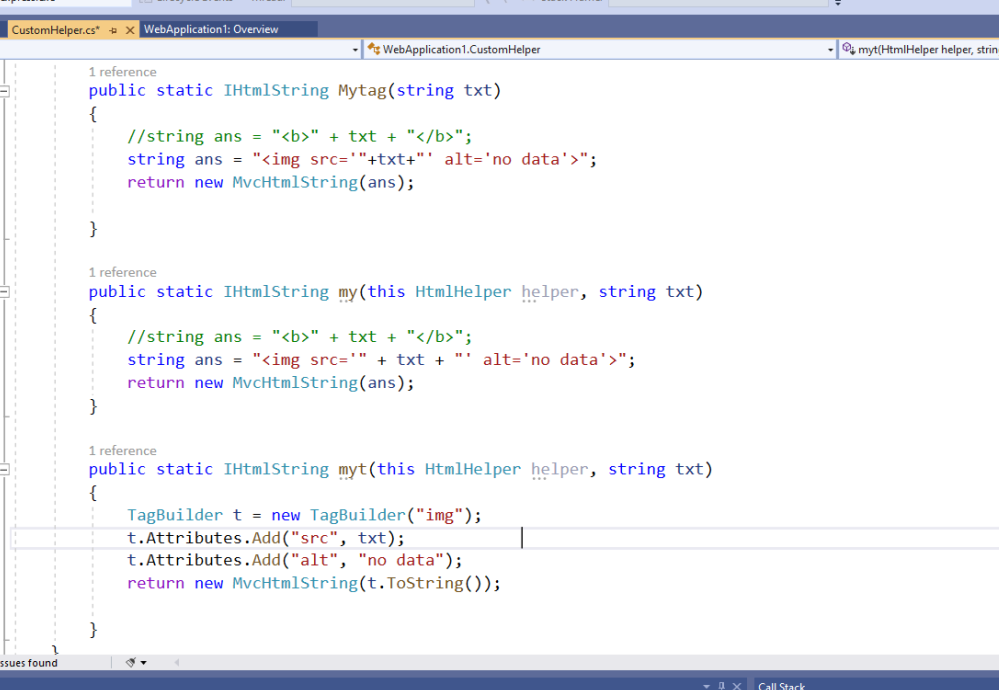 CustomHelper.cs*
WebApplication1: Overview
WebApplication1.CustomHelper
myt(HtmlHelper helper, strin
1 reference
public static IHtmlString Mytag(string txt)
{
//string ans = "<b>" + txt + "</b>";
string ans = "<img src='"+txt+"' alt='no data'>";
return new MvcHtmlString(ans);
}
1 reference
public static IHtmlString my(this HtmlHelper helper, string txt)
{
//string ans = "<b>" + txt + "</b>";
string ans = "<img src='" + txt + "' alt='no data'>";
return new MvcHtmlString(ans);
}
1 reference
public static IHtmlString myt(this HtmlHelper helper, string txt)
{
TagBuilder t = new TagBuilder("img");
t.Attributes.Add("src", txt);
t.Attributes.Add("alt", "no data");
return new MvcHtmlString(t.ToString());
}
}
ssues found
Call Stack